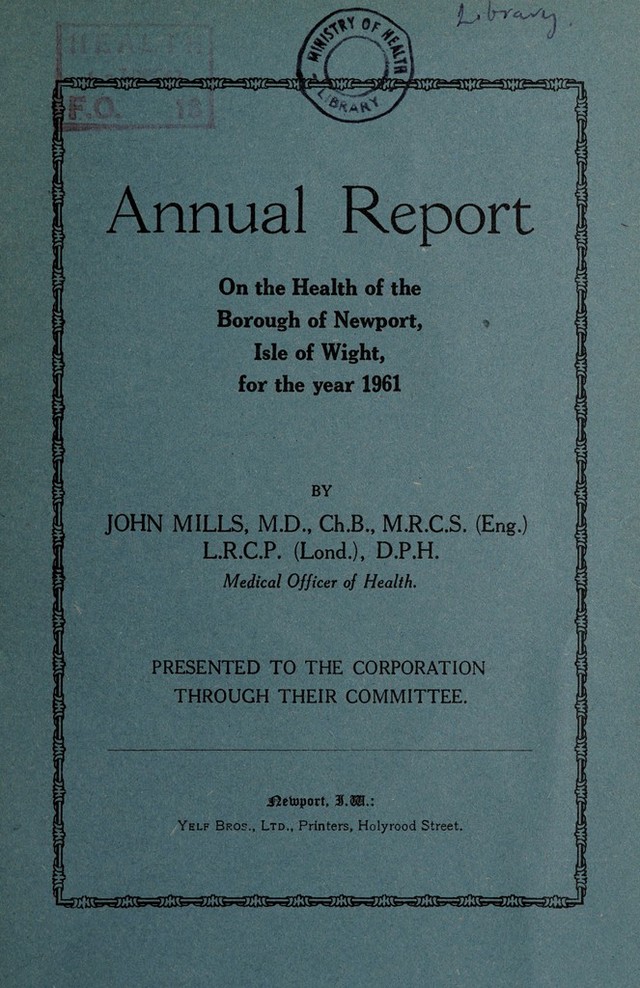 Library.
MINISTRY OF HEALTH
LIBRARY
HEALTH
F.O. 13
Annual Report
On the Health of the
Borough of Newport,
Isle of Wight,
for the year 1961
BY
JOHN MILLS, M.D., Ch.B., M.R.C.S. (Eng.)
L.R.C.P. (Lond.), D.P.H.
Medical Officer of Health.
PRESENTED TO THE CORPORATION
THROUGH THEIR COMMITTEE.
Newport, I.W.:
YELF BROS., LTD., Printers, Holyrood Street.